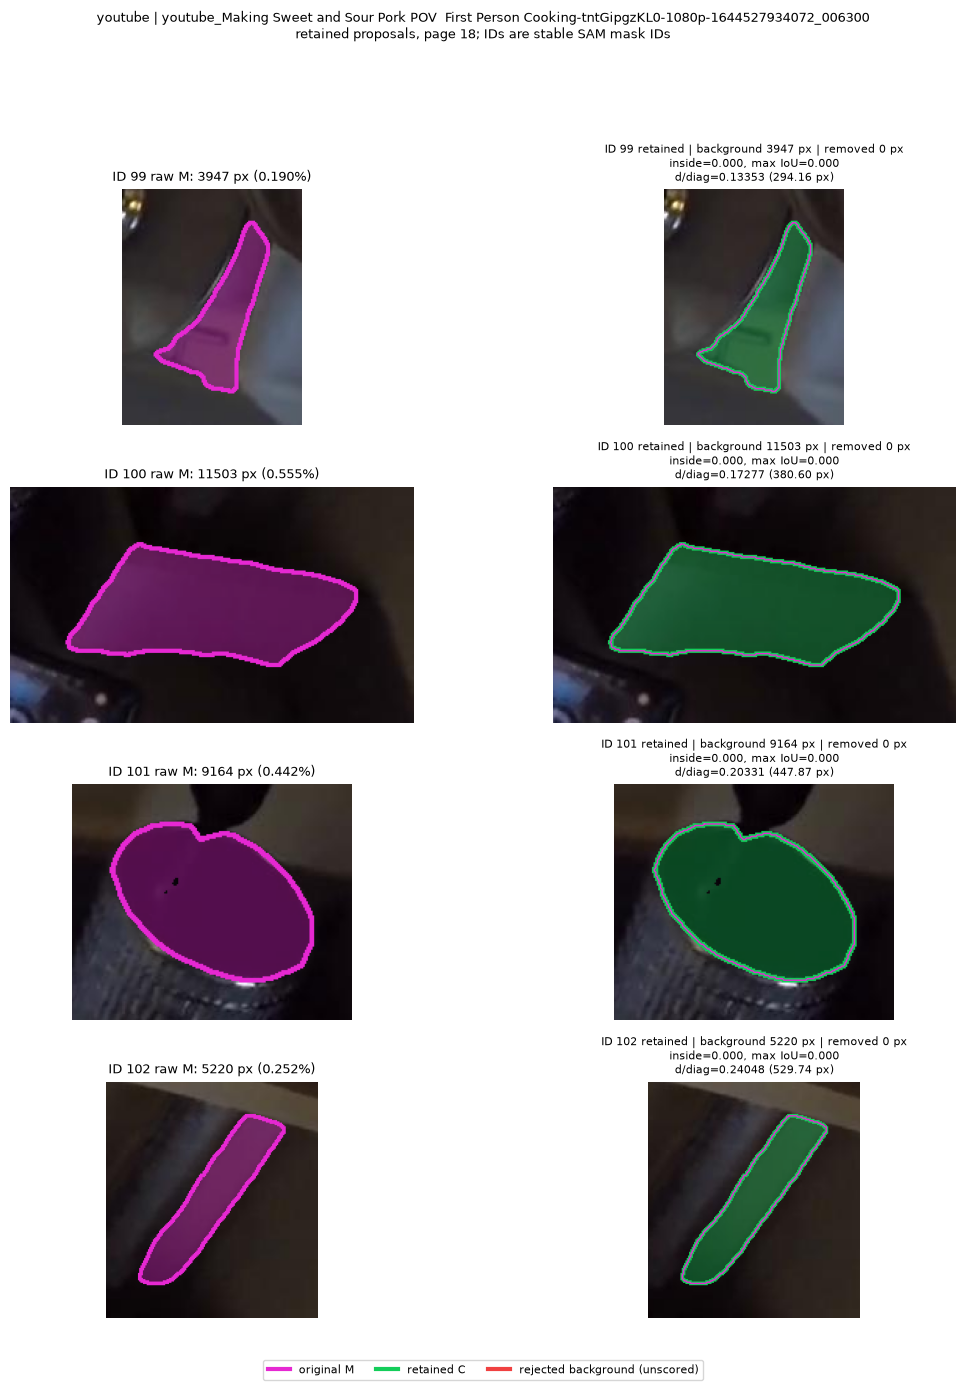 youtube | youtube_Making Sweet and Sour Pork POV  First Person Cooking-tntGipgzKL0-1080p-1644527934072_006300
retained proposals, page 18; IDs are stable SAM mask IDs
ID 99 raw M: 3947 px (0.190%)
ID 99 retained | background 3947 px | removed 0 px
inside=0.000, max IoU=0.000
d/diag=0.13353 (294.16 px)
ID 100 raw M: 11503 px (0.555%)
ID 100 retained | background 11503 px | removed 0 px
inside=0.000, max IoU=0.000
d/diag=0.17277 (380.60 px)
ID 101 raw M: 9164 px (0.442%)
ID 101 retained | background 9164 px | removed 0 px
inside=0.000, max IoU=0.000
d/diag=0.20331 (447.87 px)
ID 102 raw M: 5220 px (0.252%)
ID 102 retained | background 5220 px | removed 0 px
inside=0.000, max IoU=0.000
d/diag=0.24048 (529.74 px)
original M
retained C
rejected background (unscored)